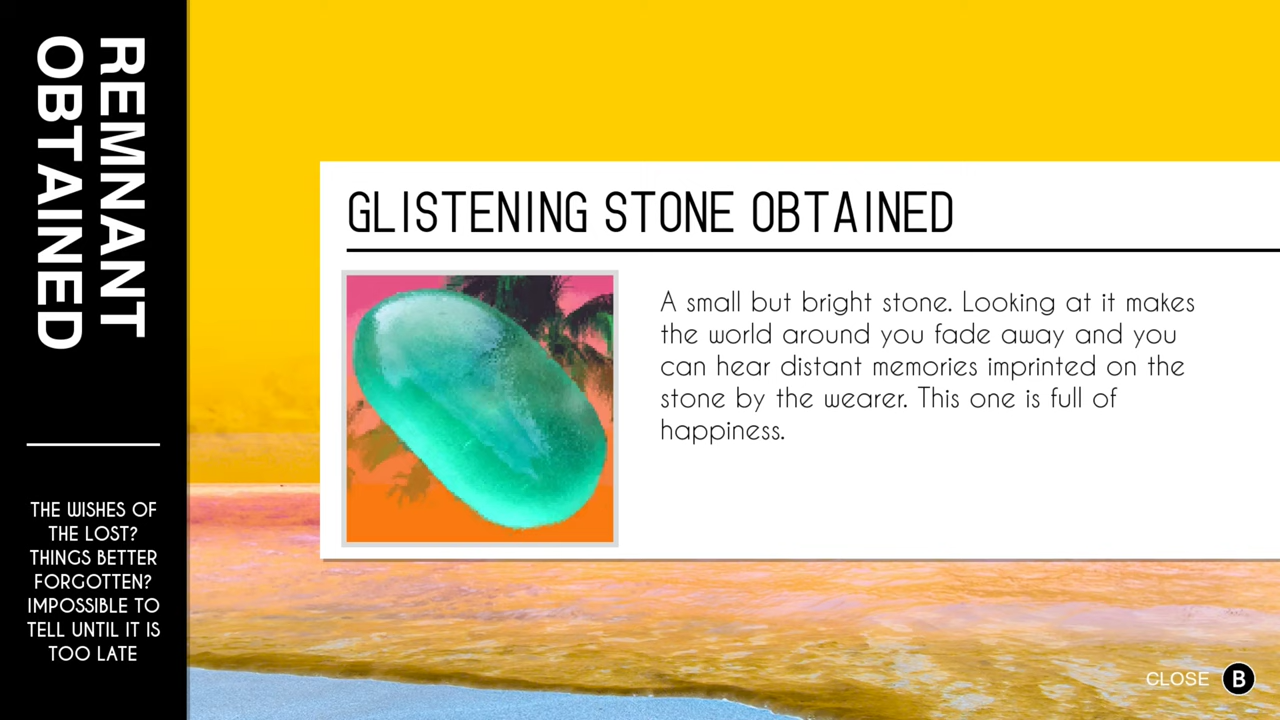 REMNANT
OBTAINED
THE WISHES OF
THE LOST?
THINGS BETTER
FORGOTTEN?
IMPOSSIBLE TO
TELL UNTIL IT IS
TOO LATE
GLISTENING STONE OBTAINED
A small but bright stone. Looking at it makes
the world around you fade away and you
can hear distant memories imprinted on the
stone by the wearer. This one is full of
happiness.
CLOSE B